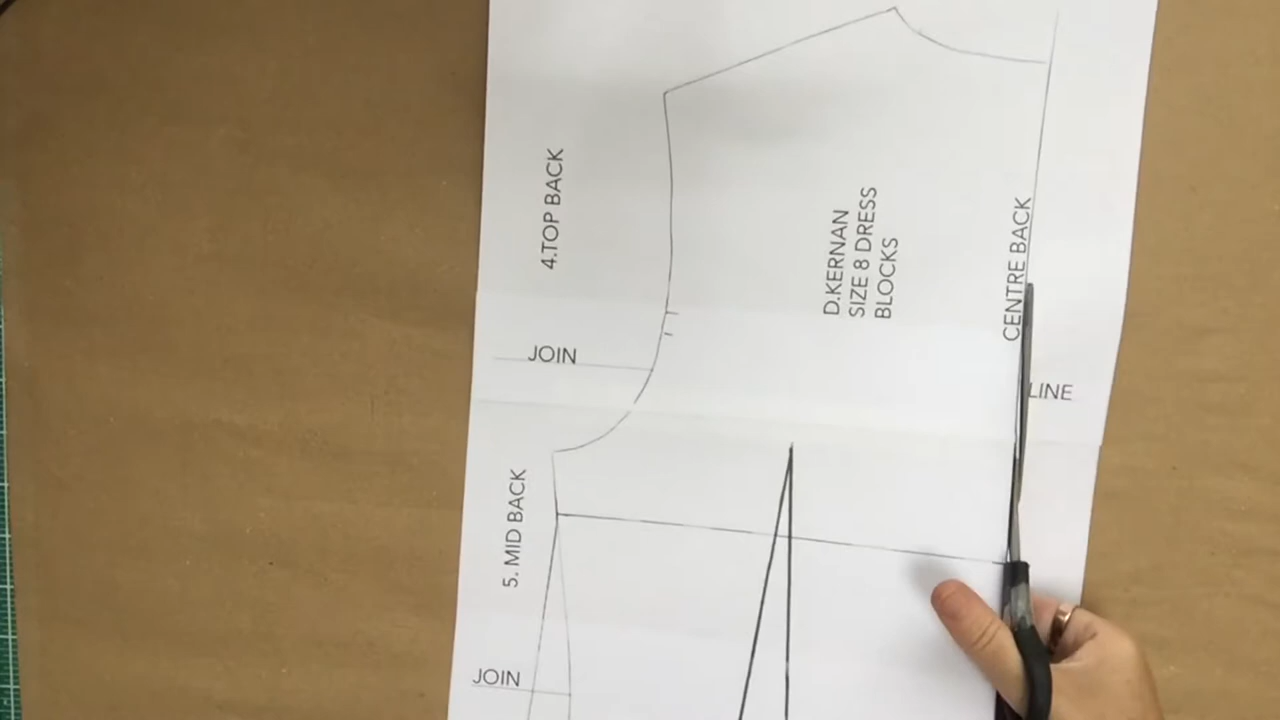 4.TOP BACK
JOIN
D.KERNAN
SIZE 8 DRESS
BLOCKS
CENTRE BACK
LINE
5. MID BACK
JOIN